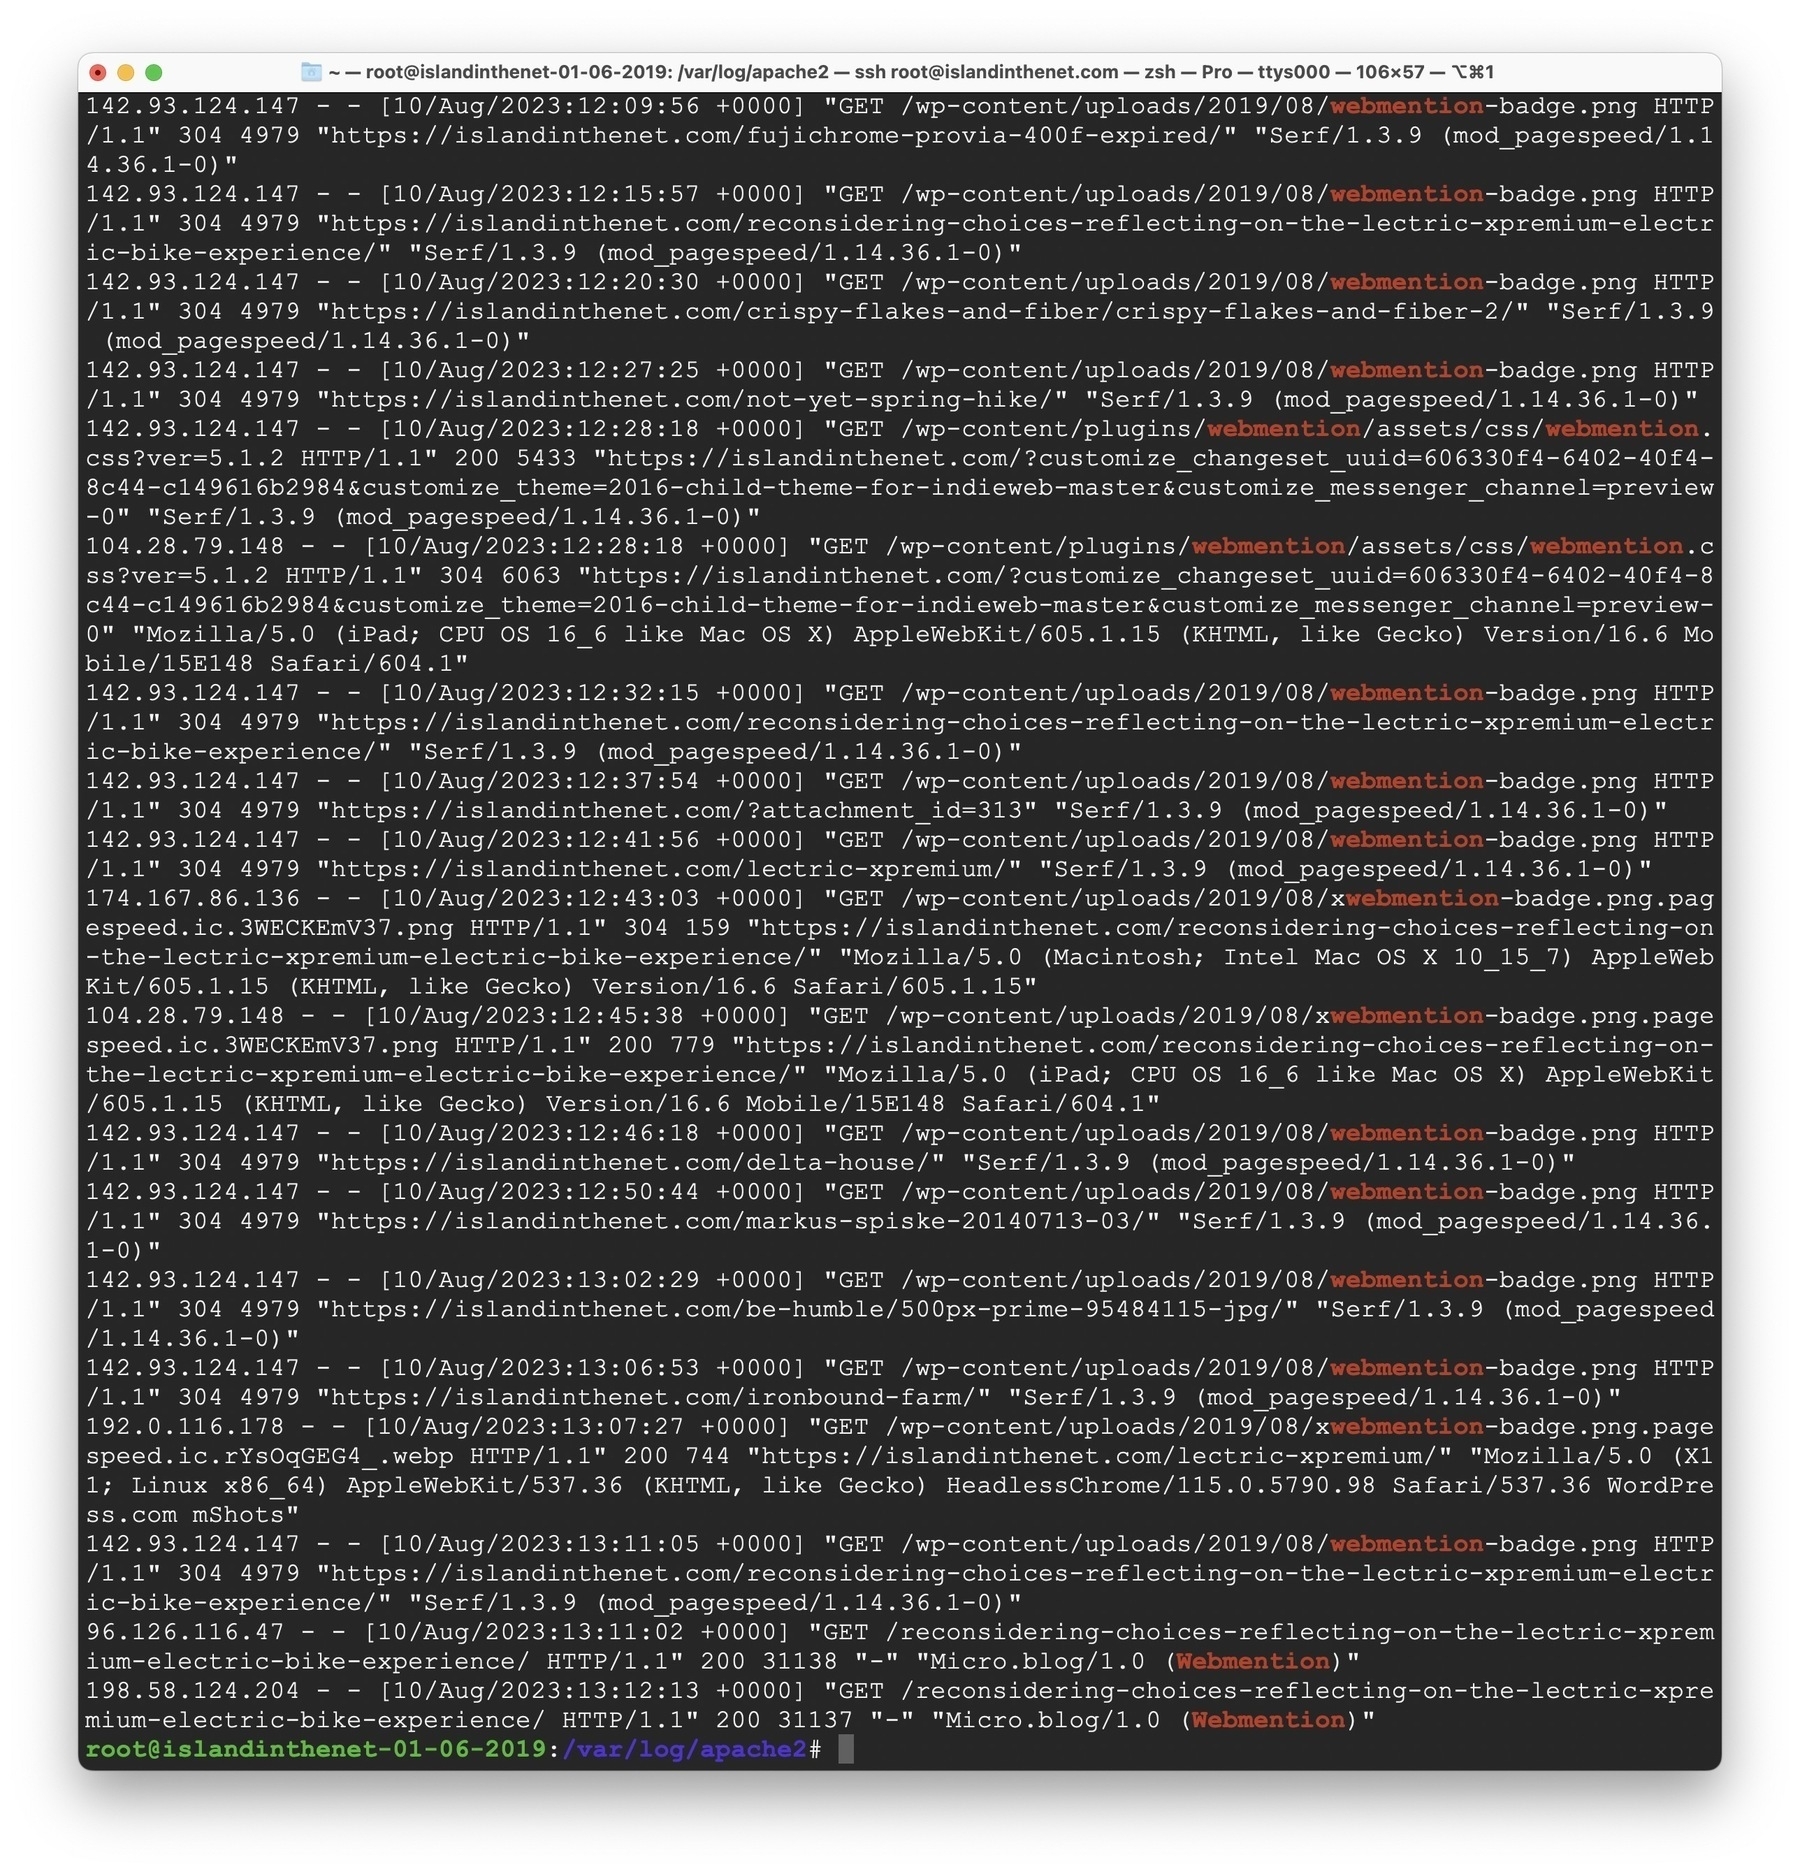 ~ — root@islandinthenet-01-06-2019: /var/log/apache2 — ssh root@islandinthenet.com — zsh — Pro — ttys000 — 106×57 — ⌥⌘1
142.93.124.147 - - [10/Aug/2023:12:09:56 +0000] "GET /wp-content/uploads/2019/08/webmention-badge.png HTTP
/1.1" 304 4979 "https://islandinthenet.com/fujichrome-provia-400f-expired/" "Serf/1.3.9 (mod_pagespeed/1.1
4.36.1-0)"
142.93.124.147 - - [10/Aug/2023:12:15:57 +0000] "GET /wp-content/uploads/2019/08/webmention-badge.png HTTP
/1.1" 304 4979 "https://islandinthenet.com/reconsidering-choices-reflecting-on-the-lectric-xpremium-electr
ic-bike-experience/" "Serf/1.3.9 (mod_pagespeed/1.14.36.1-0)"
142.93.124.147 - - [10/Aug/2023:12:20:30 +0000] "GET /wp-content/uploads/2019/08/webmention-badge.png HTTP
/1.1" 304 4979 "https://islandinthenet.com/crispy-flakes-and-fiber/crispy-flakes-and-fiber-2/" "Serf/1.3.9
 (mod_pagespeed/1.14.36.1-0)"
142.93.124.147 - - [10/Aug/2023:12:27:25 +0000] "GET /wp-content/uploads/2019/08/webmention-badge.png HTTP
/1.1" 304 4979 "https://islandinthenet.com/not-yet-spring-hike/" "Serf/1.3.9 (mod_pagespeed/1.14.36.1-0)"
142.93.124.147 - - [10/Aug/2023:12:28:18 +0000] "GET /wp-content/plugins/webmention/assets/css/webmention.
css?ver=5.1.2 HTTP/1.1" 200 5433 "https://islandinthenet.com/?customize_changeset_uuid=606330f4-6402-40f4-
8c44-c149616b2984&customize_theme=2016-child-theme-for-indieweb-master&customize_messenger_channel=preview
-0" "Serf/1.3.9 (mod_pagespeed/1.14.36.1-0)"
104.28.79.148 - - [10/Aug/2023:12:28:18 +0000] "GET /wp-content/plugins/webmention/assets/css/webmention.c
ss?ver=5.1.2 HTTP/1.1" 304 6063 "https://islandinthenet.com/?customize_changeset_uuid=606330f4-6402-40f4-8
c44-c149616b2984&customize_theme=2016-child-theme-for-indieweb-master&customize_messenger_channel=preview-
0" "Mozilla/5.0 (iPad; CPU OS 16_6 like Mac OS X) AppleWebKit/605.1.15 (KHTML, like Gecko) Version/16.6 Mo
bile/15E148 Safari/604.1"
142.93.124.147 - - [10/Aug/2023:12:32:15 +0000] "GET /wp-content/uploads/2019/08/webmention-badge.png HTTP
/1.1" 304 4979 "https://islandinthenet.com/reconsidering-choices-reflecting-on-the-lectric-xpremium-electr
ic-bike-experience/" "Serf/1.3.9 (mod_pagespeed/1.14.36.1-0)"
142.93.124.147 - - [10/Aug/2023:12:37:54 +0000] "GET /wp-content/uploads/2019/08/webmention-badge.png HTTP
/1.1" 304 4979 "https://islandinthenet.com/?attachment_id=313" "Serf/1.3.9 (mod_pagespeed/1.14.36.1-0)"
142.93.124.147 - - [10/Aug/2023:12:41:56 +0000] "GET /wp-content/uploads/2019/08/webmention-badge.png HTTP
/1.1" 304 4979 "https://islandinthenet.com/lectric-xpremium/" "Serf/1.3.9 (mod_pagespeed/1.14.36.1-0)"
174.167.86.136 - - [10/Aug/2023:12:43:03 +0000] "GET /wp-content/uploads/2019/08/xwebmention-badge.png.pag
espeed.ic.3WECKEmV37.png HTTP/1.1" 304 159 "https://islandinthenet.com/reconsidering-choices-reflecting-on
-the-lectric-xpremium-electric-bike-experience/" "Mozilla/5.0 (Macintosh; Intel Mac OS X 10_15_7) AppleWeb
Kit/605.1.15 (KHTML, like Gecko) Version/16.6 Safari/605.1.15"
104.28.79.148 - - [10/Aug/2023:12:45:38 +0000] "GET /wp-content/uploads/2019/08/xwebmention-badge.png.page
speed.ic.3WECKEmV37.png HTTP/1.1" 200 779 "https://islandinthenet.com/reconsidering-choices-reflecting-on-
the-lectric-xpremium-electric-bike-experience/" "Mozilla/5.0 (iPad; CPU OS 16_6 like Mac OS X) AppleWebKit
/605.1.15 (KHTML, like Gecko) Version/16.6 Mobile/15E148 Safari/604.1"
142.93.124.147 - - [10/Aug/2023:12:46:18 +0000] "GET /wp-content/uploads/2019/08/webmention-badge.png HTTP
/1.1" 304 4979 "https://islandinthenet.com/delta-house/" "Serf/1.3.9 (mod_pagespeed/1.14.36.1-0)"
142.93.124.147 - - [10/Aug/2023:12:50:44 +0000] "GET /wp-content/uploads/2019/08/webmention-badge.png HTTP
/1.1" 304 4979 "https://islandinthenet.com/markus-spiske-20140713-03/" "Serf/1.3.9 (mod_pagespeed/1.14.36.
1-0)"
142.93.124.147 - - [10/Aug/2023:13:02:29 +0000] "GET /wp-content/uploads/2019/08/webmention-badge.png HTTP
/1.1" 304 4979 "https://islandinthenet.com/be-humble/500px-prime-95484115-jpg/" "Serf/1.3.9 (mod_pagespeed
/1.14.36.1-0)"
142.93.124.147 - - [10/Aug/2023:13:06:53 +0000] "GET /wp-content/uploads/2019/08/webmention-badge.png HTTP
/1.1" 304 4979 "https://islandinthenet.com/ironbound-farm/" "Serf/1.3.9 (mod_pagespeed/1.14.36.1-0)"
192.0.116.178 - - [10/Aug/2023:13:07:27 +0000] "GET /wp-content/uploads/2019/08/xwebmention-badge.png.page
speed.ic.rYsOqGEG4_.webp HTTP/1.1" 200 744 "https://islandinthenet.com/lectric-xpremium/" "Mozilla/5.0 (X1
1; Linux x86_64) AppleWebKit/537.36 (KHTML, like Gecko) HeadlessChrome/115.0.5790.98 Safari/537.36 WordPre
ss.com mShots"
142.93.124.147 - - [10/Aug/2023:13:11:05 +0000] "GET /wp-content/uploads/2019/08/webmention-badge.png HTTP
/1.1" 304 4979 "https://islandinthenet.com/reconsidering-choices-reflecting-on-the-lectric-xpremium-electr
ic-bike-experience/" "Serf/1.3.9 (mod_pagespeed/1.14.36.1-0)"
96.126.116.47 - - [10/Aug/2023:13:11:02 +0000] "GET /reconsidering-choices-reflecting-on-the-lectric-xprem
ium-electric-bike-experience/ HTTP/1.1" 200 31138 "-" "Micro.blog/1.0 (Webmention)"
198.58.124.204 - - [10/Aug/2023:13:12:13 +0000] "GET /reconsidering-choices-reflecting-on-the-lectric-xpre
mium-electric-bike-experience/ HTTP/1.1" 200 31137 "-" "Micro.blog/1.0 (Webmention)"
root@islandinthenet-01-06-2019:/var/log/apache2#